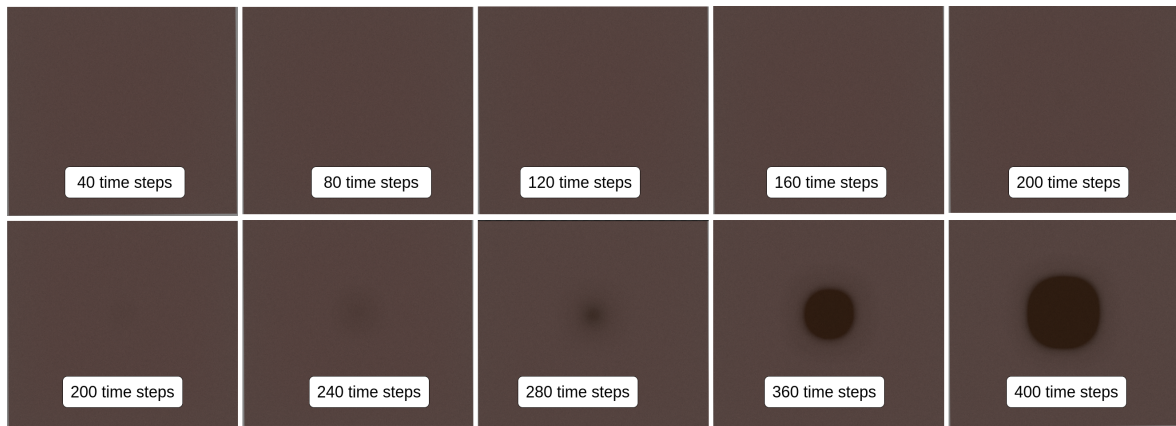 40 time steps
80 time steps
120 time steps
160 time steps
200 time steps
200 time steps
240 time steps
280 time steps
360 time steps
400 time steps